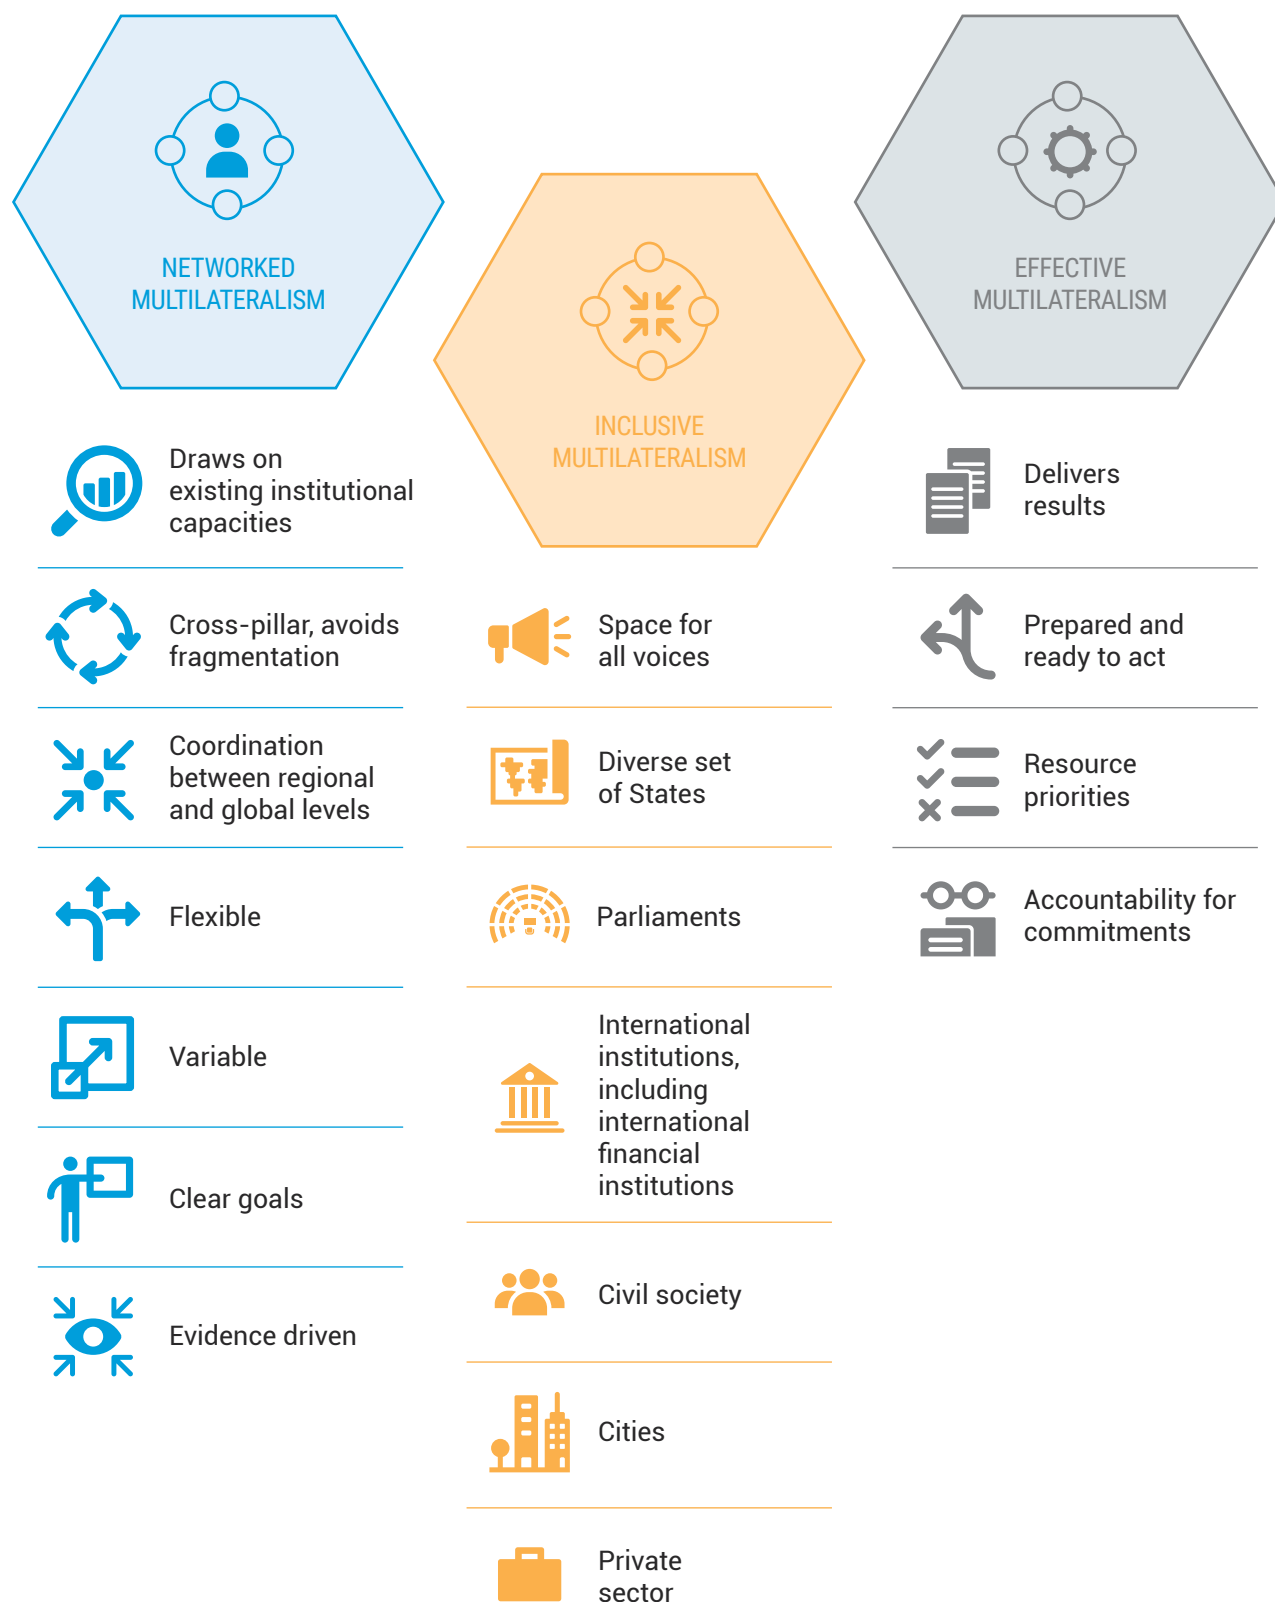 NETWORKED
MULTILATERALISM
Draws on
existing institutional
capacities
Cross-pillar, avoids
fragmentation
Coordination
between regional
and global levels
Flexible
Variable
Clear goals
Evidence driven
INCLUSIVE
MULTILATERALISM
Space for
all voices
Diverse set
of States
Parliaments
International
institutions,
including
international
financial
institutions
Civil society
Cities
Private
sector
EFFECTIVE
MULTILATERALISM
Delivers
results
Prepared and
ready to act
Resource
priorities
Accountability for
commitments